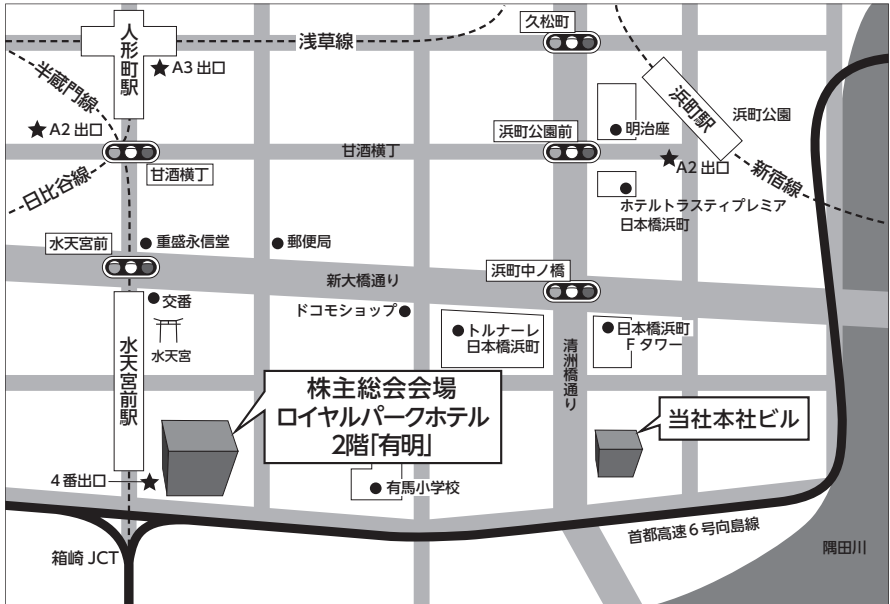 久松町
人形町駅
浅草線
A3 出口
半蔵門線
浜町駅
浜町公園
明治座
浜町公園前
A2 出口
甘酒横丁
A2 出口
甘酒横丁
日比谷線
新宿線
ホテルトラスティプレミア
日本橋浜町
水天宮前
重盛永信堂
郵便局
浜町中ノ橋
新大橋通り
交番
ドコモショップ
水天宮
トルナーレ
日本橋浜町
日本橋浜町
Fタワー
清洲橋通り
水天宮前駅
株主総会会場
ロイヤルパークホテル
2階「有明」
当社本社ビル
4番出口
有馬小学校
首都高速6号向島線
箱崎 JCT
隅田川